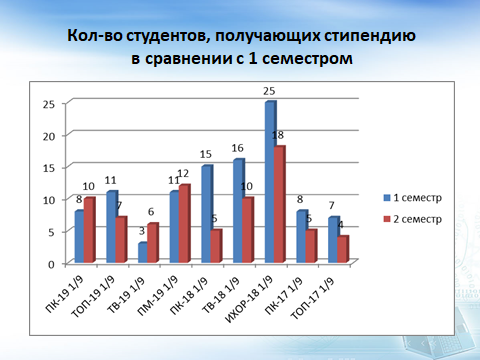 Кол-во студентов, получающих стипендию
в сравнении с 1 семестром
25
20
15
10
5
0
8
10
11
7
3
6
11
12
15
5
16
10
25
18
8
5
7
4
ПК-19 1/9
ТОП-19 1/9
ТВ-19 1/9
ПМ-19 1/9
ПК-18 1/9
ТВ-18 1/9
ИХОР-18 1/9
ПК-17 1/9
ТОП-17 1/9
1 семестр
2 семестр